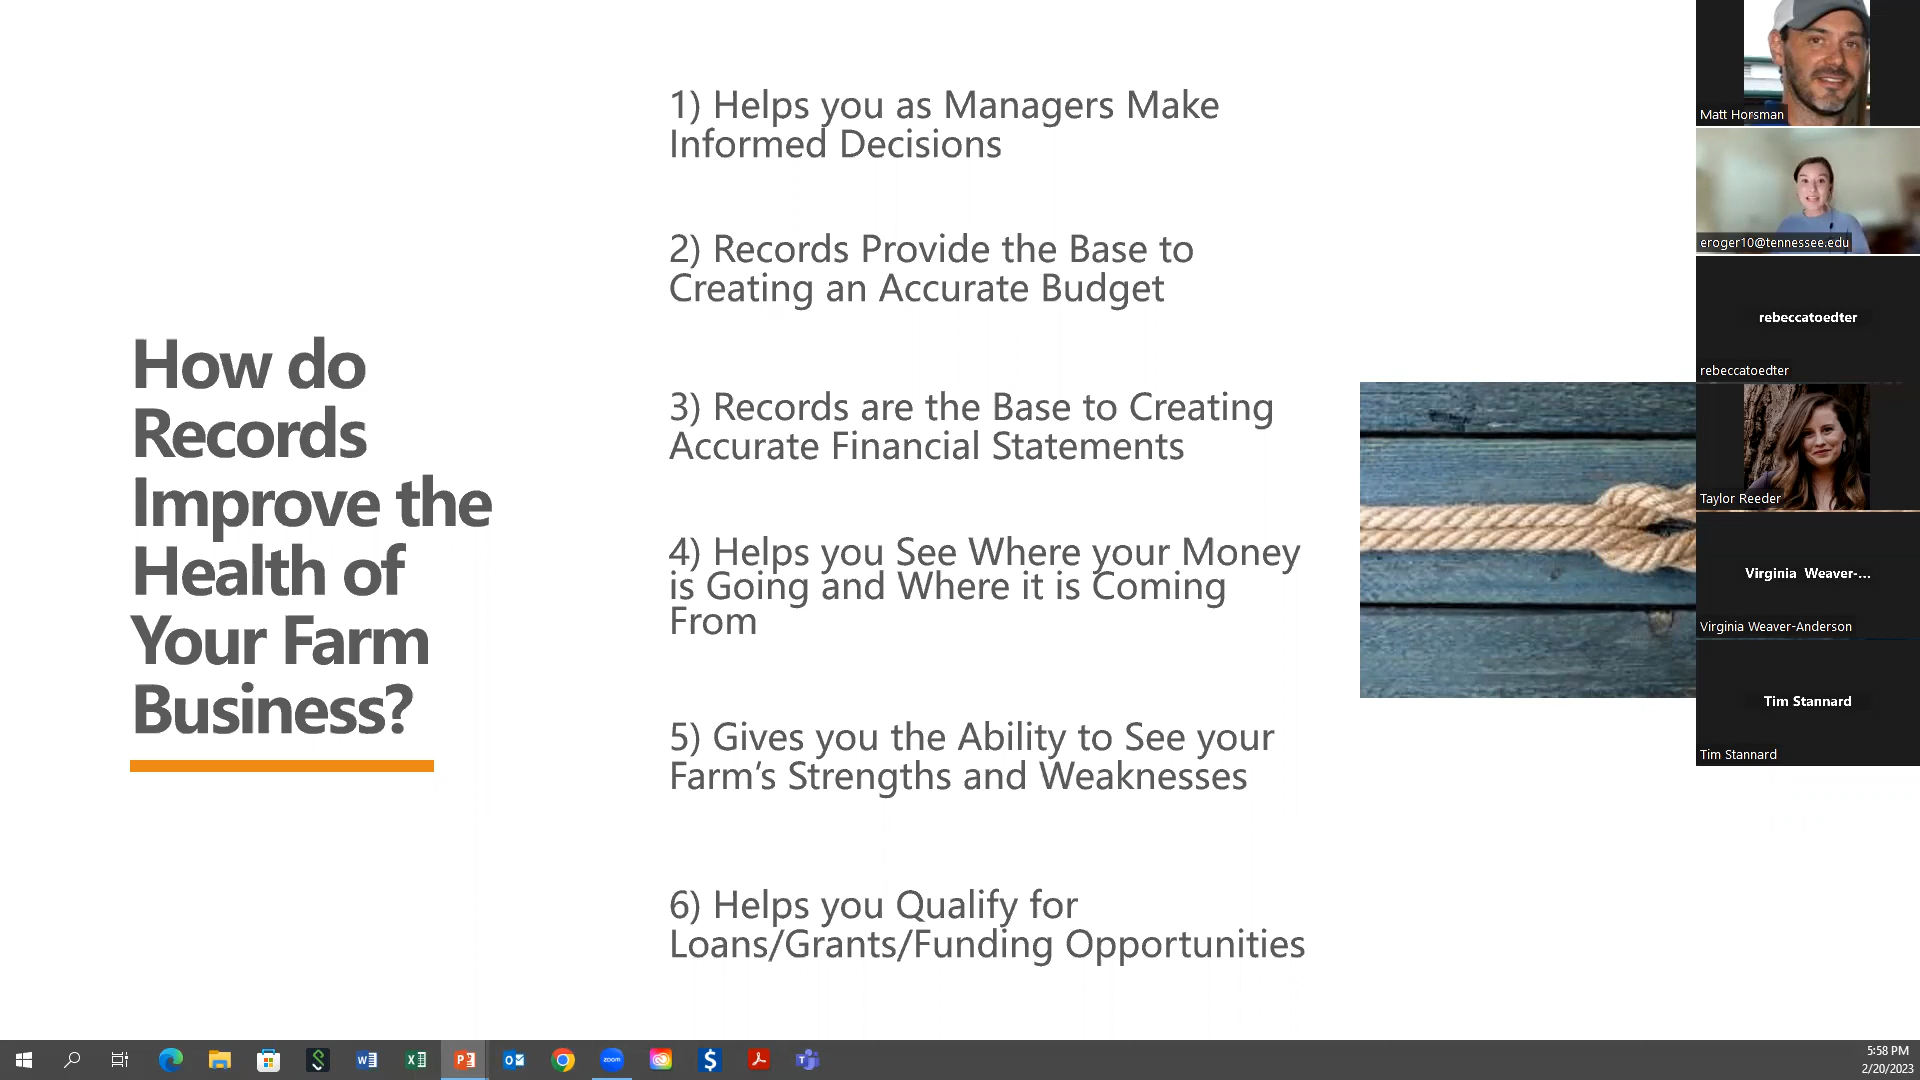 How do
Records
Improve the
Health of
Your Farm
Business?
1) Helps you as Managers Make
Informed Decisions
2) Records Provide the Base to
Creating an Accurate Budget
3) Records are the Base to Creating
Accurate Financial Statements
4) Helps you See Where your Money
is Going and Where it is Coming
From
5) Gives you the Ability to See your
Farm’s Strengths and Weaknesses
6) Helps you Qualify for
Loans/Grants/Funding Opportunities
Matt Horsman
eroger10@tennessee.edu
rebeccatoedter
rebeccatoedter
Taylor Reeder
Virginia Weaver-...
Virginia Weaver-Anderson
Tim Stannard
Tim Stannard
zoom
5:58 PM
2/20/2023